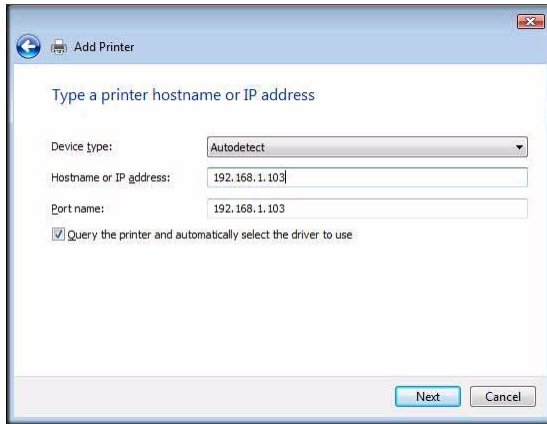 Add Printer
Type a printer hostname or IP address
Device type: Autodetect
Hostname or IP address: 192.168.1.103
Port name: 192.168.1.103
Query the printer and automatically select the driver to use
Next Cancel